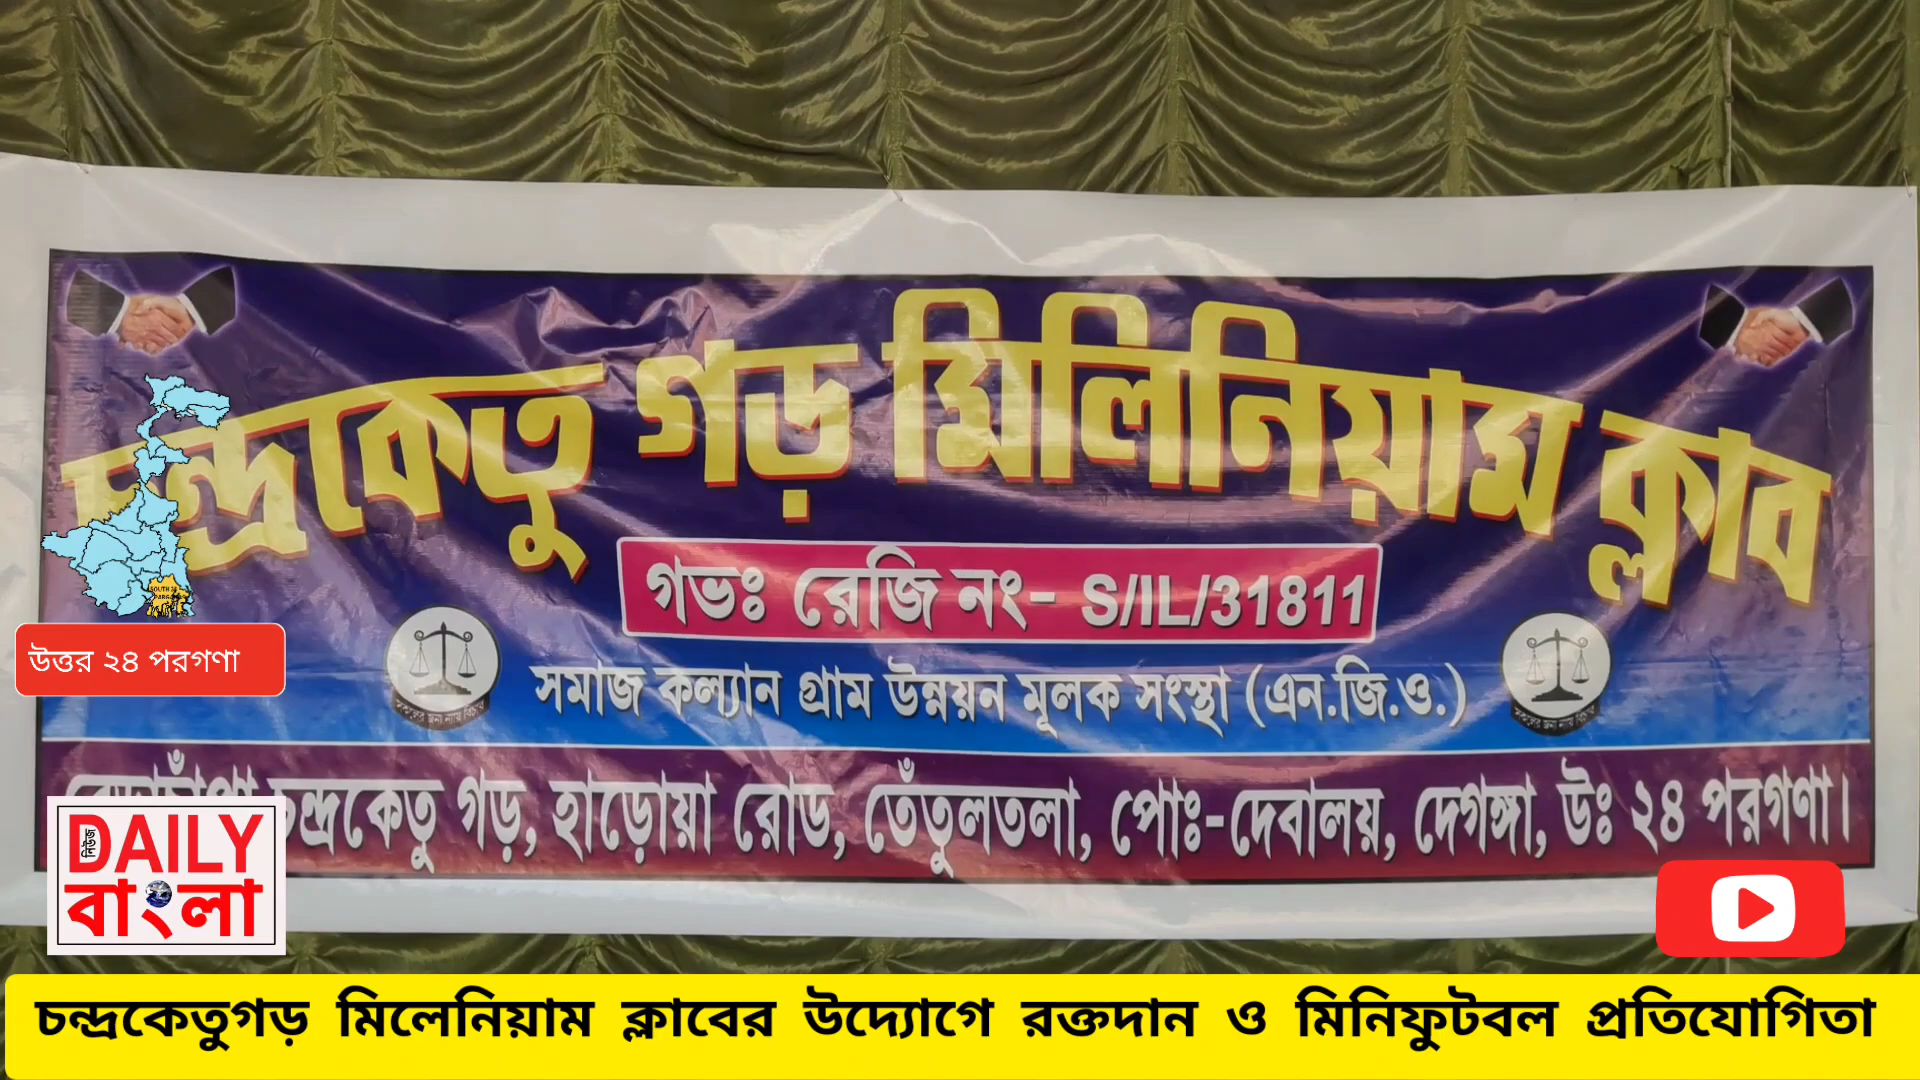 চন্দ্রকেতু গড় মিলিনিয়াম ক্লাব
গভঃ রেজি নং- S/IL/31811
উত্তর ২৪ পরগণা
সমাজ কল্যান গ্রাম উন্নয়ন মূলক সংস্থা (এন.জি.ও.)
চন্দ্রকেতু গড়, হাড়োয়া রোড, তেঁতুলতলা, পোঃ-দেবালয়, দেগঙ্গা, উঃ ২৪ পরগণা।
DAILY
নিউজ
বাংলা
চন্দ্রকেতুগড় মিলেনিয়াম ক্লাবের উদ্যোগে রক্তদান ও মিনিফুটবল প্রতিযোগিতা